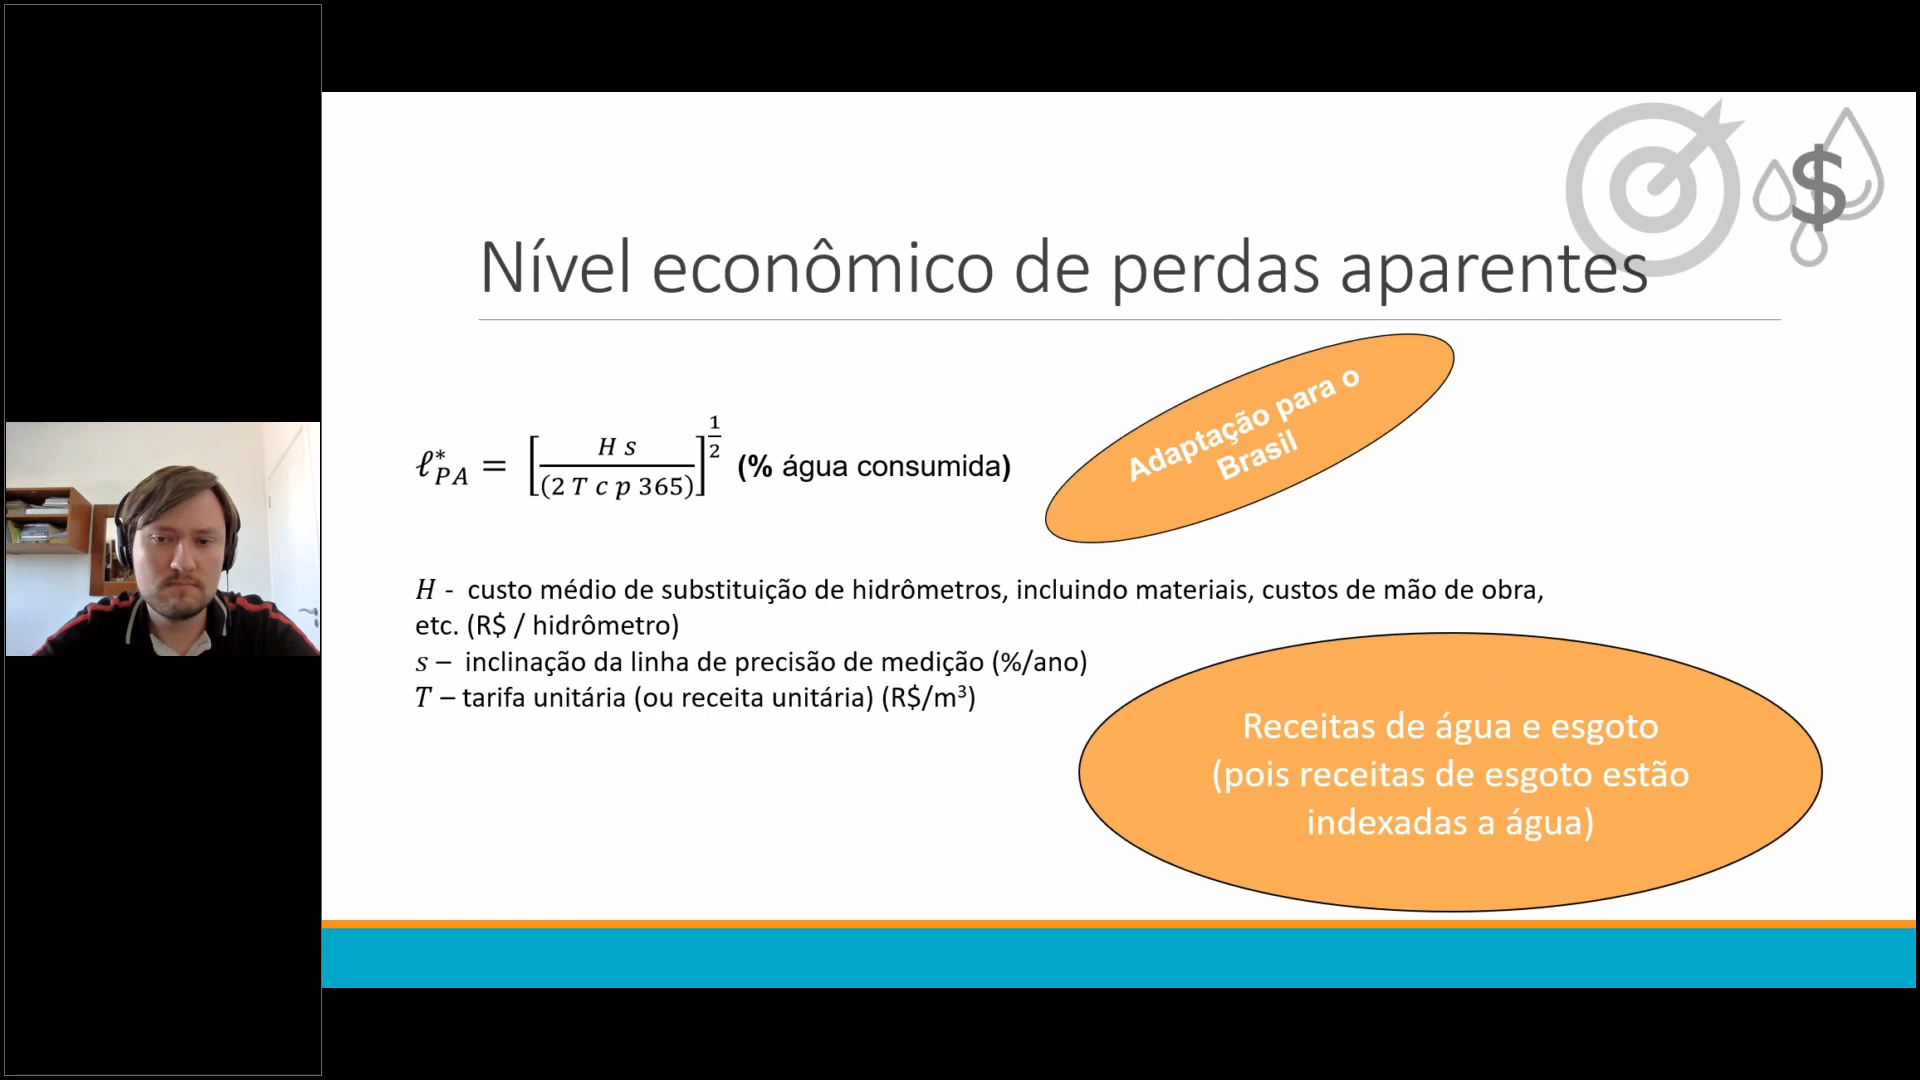 $
Nível econômico de perdas aparentes
Adaptação para o
Brasil
ℓ*PA = [H s / (2 T c p 365)]^1/2 (% água consumida)
H - custo médio de substituição de hidrômetros, incluindo materiais, custos de mão de obra,
etc. (R$ / hidrômetro)
s – inclinação da linha de precisão de medição (%/ano)
T – tarifa unitária (ou receita unitária) (R$/m³)
Receitas de água e esgoto
(pois receitas de esgoto estão
indexadas a água)